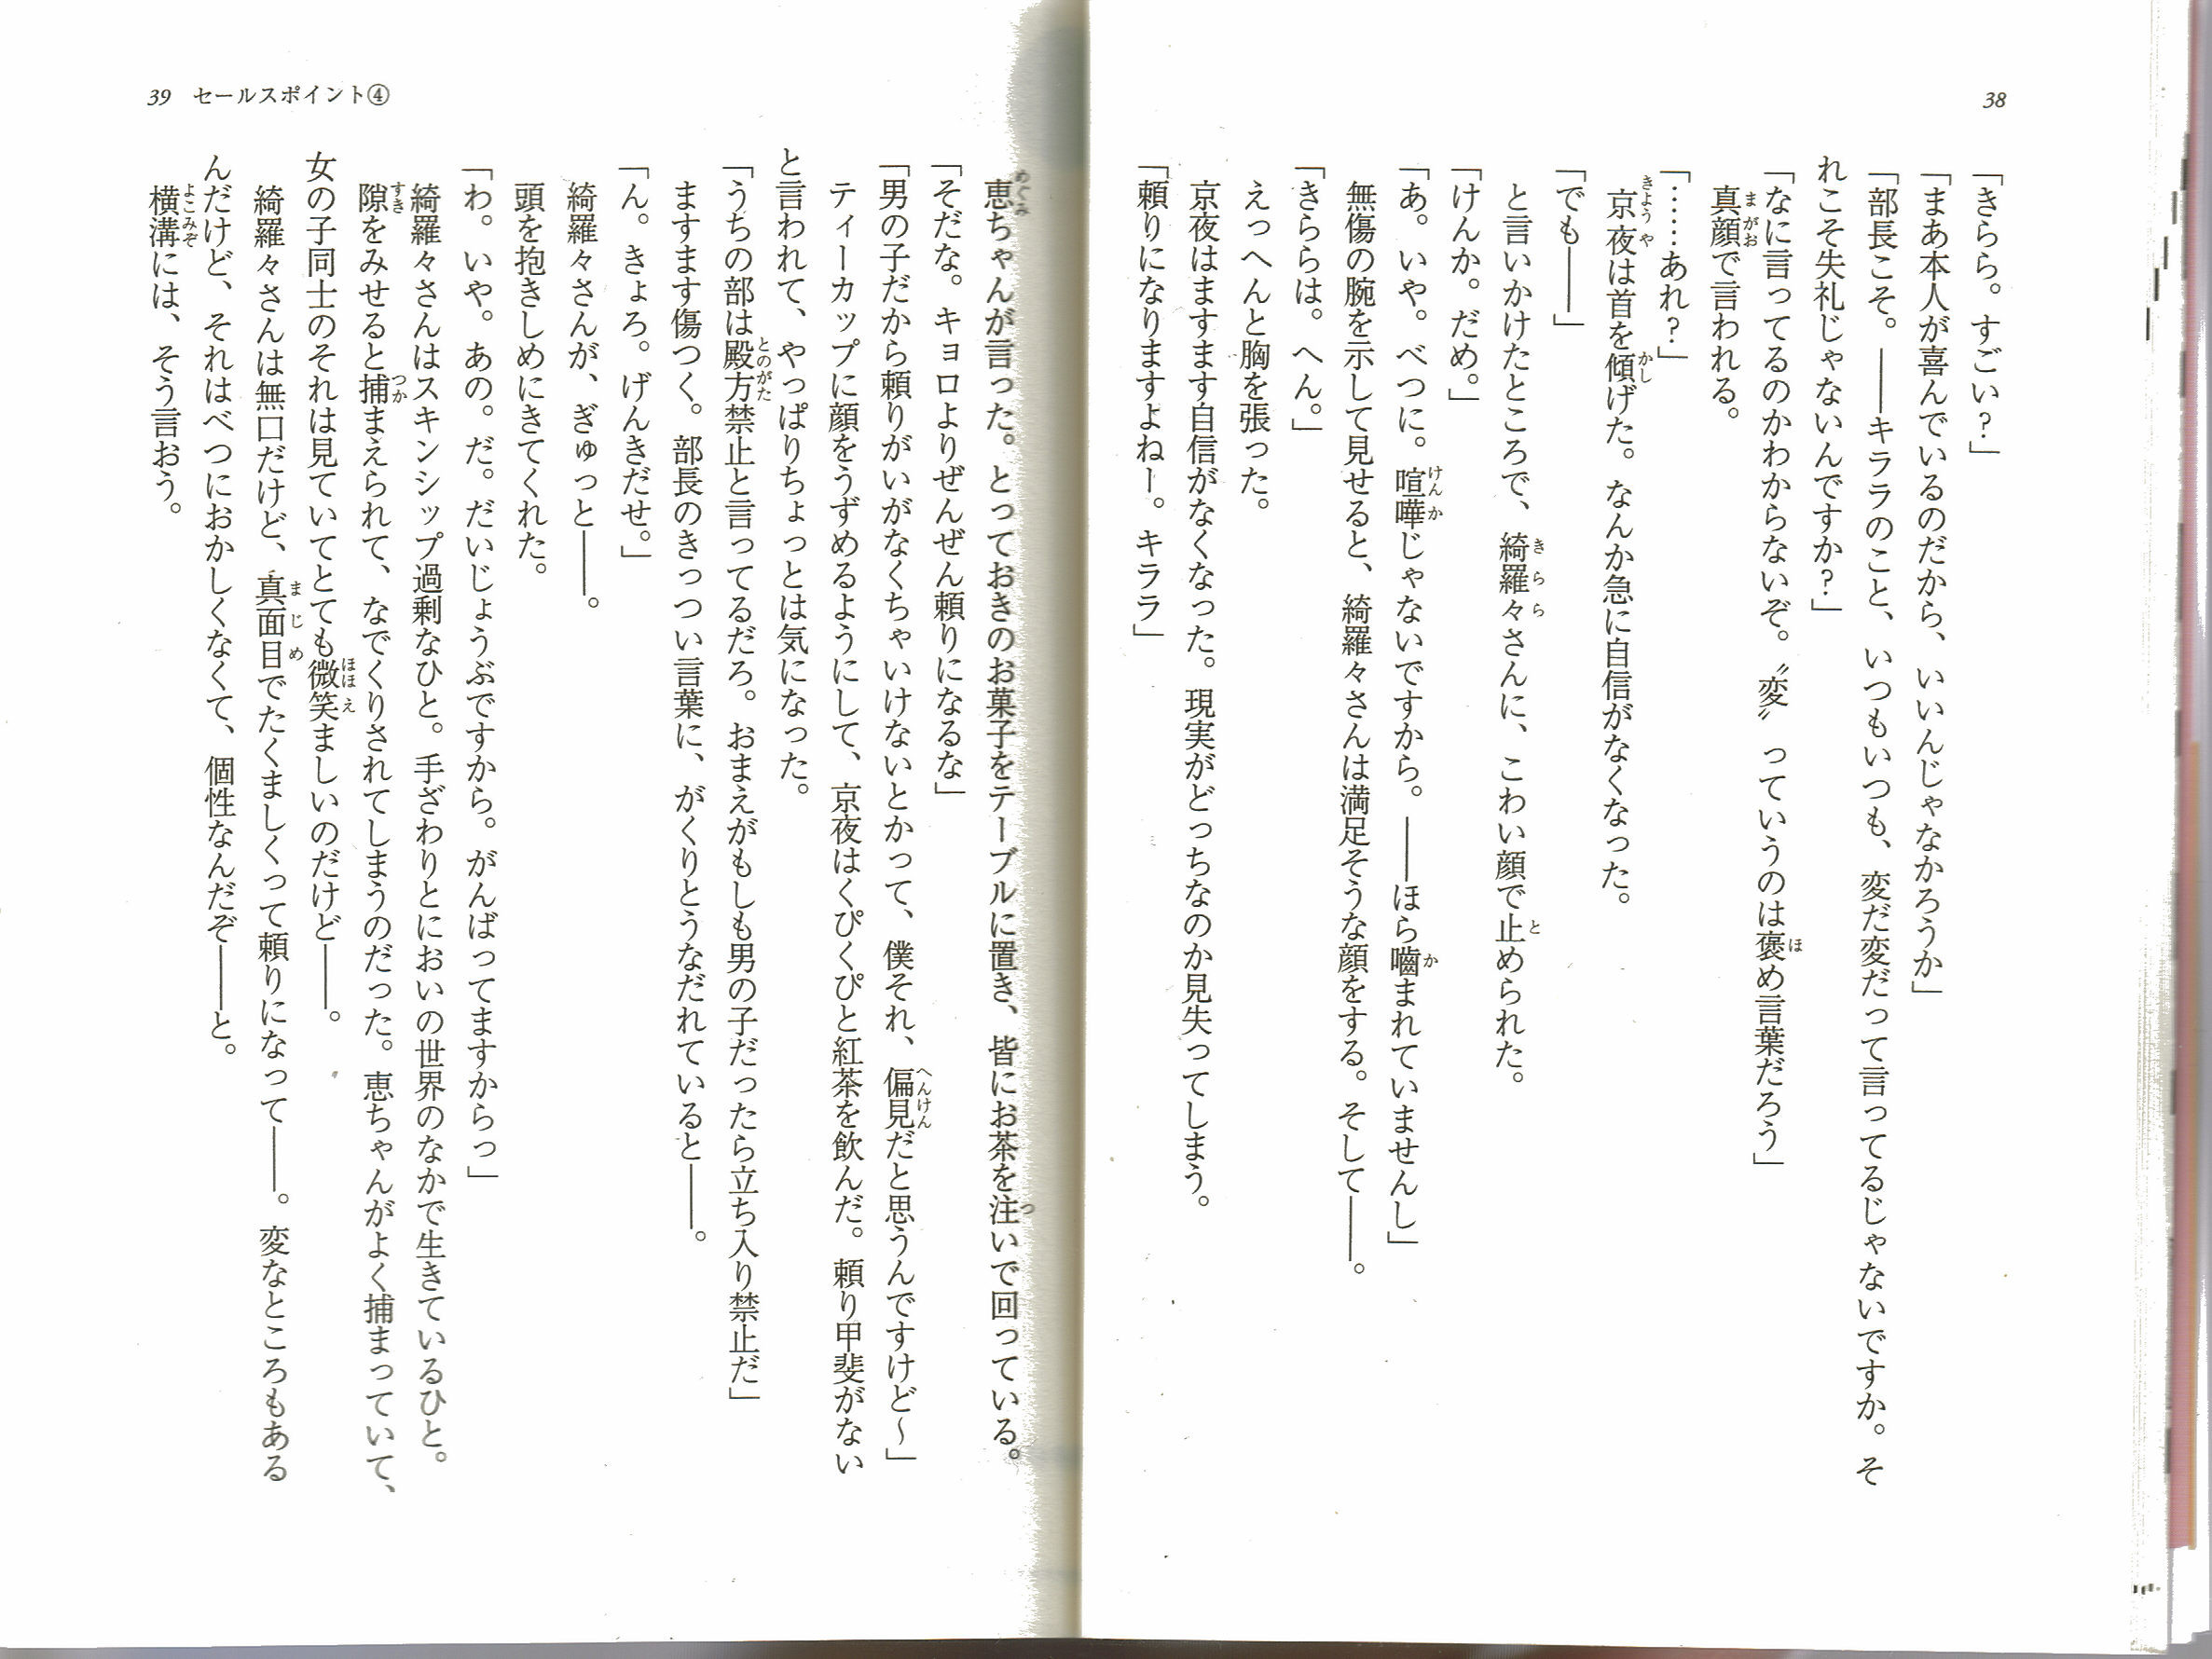 38
「きらら。すごい？」
「まあ本人が喜んでいるのだから、いいんじゃなかろうか」
「部長こそ。――キララのこと、いつもいつも、変だ変だって言ってるじゃないですか。そ
れこそ失礼じゃないんですか？」
「なに言ってるのかわからないぞ。〝変〟っていうのは褒め言葉だろう」
真顔で言われる。
「……あれ？」
京夜は首を傾げた。なんか急に自信がなくなった。
「でも――」
と言いかけたところで、綺羅々さんに、こわい顔で止められた。
「けんか。だめ。」
「あ。いや。べつに。喧嘩じゃないですから。――ほら嚙まれていませんし」
無傷の腕を示して見せると、綺羅々さんは満足そうな顔をする。そして――。
「きららは。へん。」
えっへんと胸を張った。
京夜はますます自信がなくなった。現実がどっちなのか見失ってしまう。
「頼りになりますよねー。キララ」
39 セールスポイント④
恵ちゃんが言った。とっておきのお菓子をテーブルに置き、皆にお茶を注いで回っている。
「そだな。キョロよりぜんぜん頼りになるな」
「男の子だから頼りがいがなくちゃいけないとかって、僕それ、偏見だと思うんですけど～」
ティーカップに顔をうずめるようにして、京夜はくぴくぴと紅茶を飲んだ。頼り甲斐がない
と言われて、やっぱりちょっとは気になった。
「うちの部は殿方禁止と言ってるだろ。おまえがもしも男の子だったら立ち入り禁止だ」
ますます傷つく。部長のきっつい言葉に、がくりとうなだれていると――。
「ん。きょろ。げんきだせ。」
綺羅々さんが、ぎゅっと――。
頭を抱きしめにきてくれた。
「わ。いや。あの。だ。だいじょうぶですから。がんばってますからっ」
綺羅々さんはスキンシップ過剰なひと。手ざわりとにおいの世界のなかで生きているひと。
隙をみせると捕まえられて、なでくりされてしまうのだった。恵ちゃんがよく捕まっていて、
女の子同士のそれは見ていてとても微笑ましいのだけど――。
綺羅々さんは無口だけど、真面目でたくましくって頼りになって――。変なところもある
んだけど、それはべつにおかしくなくて、個性なんだぞ――と。
横溝には、そう言おう。